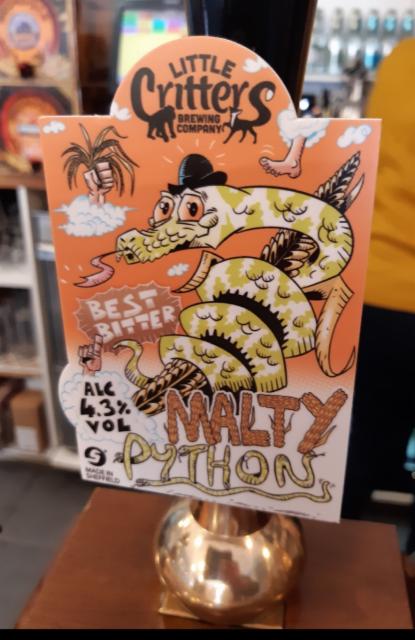 LITTLE
Critters
BREWING
COMPANY
BEST
BITTER
ALC
4.3%
VOL
MALTY
PYTHON
MADE IN
SHEFFIELD